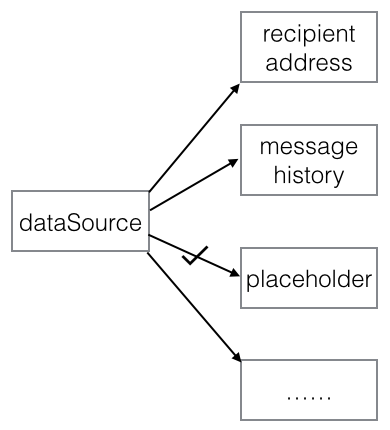 recipient
address
message
history
dataSource
placeholder
......